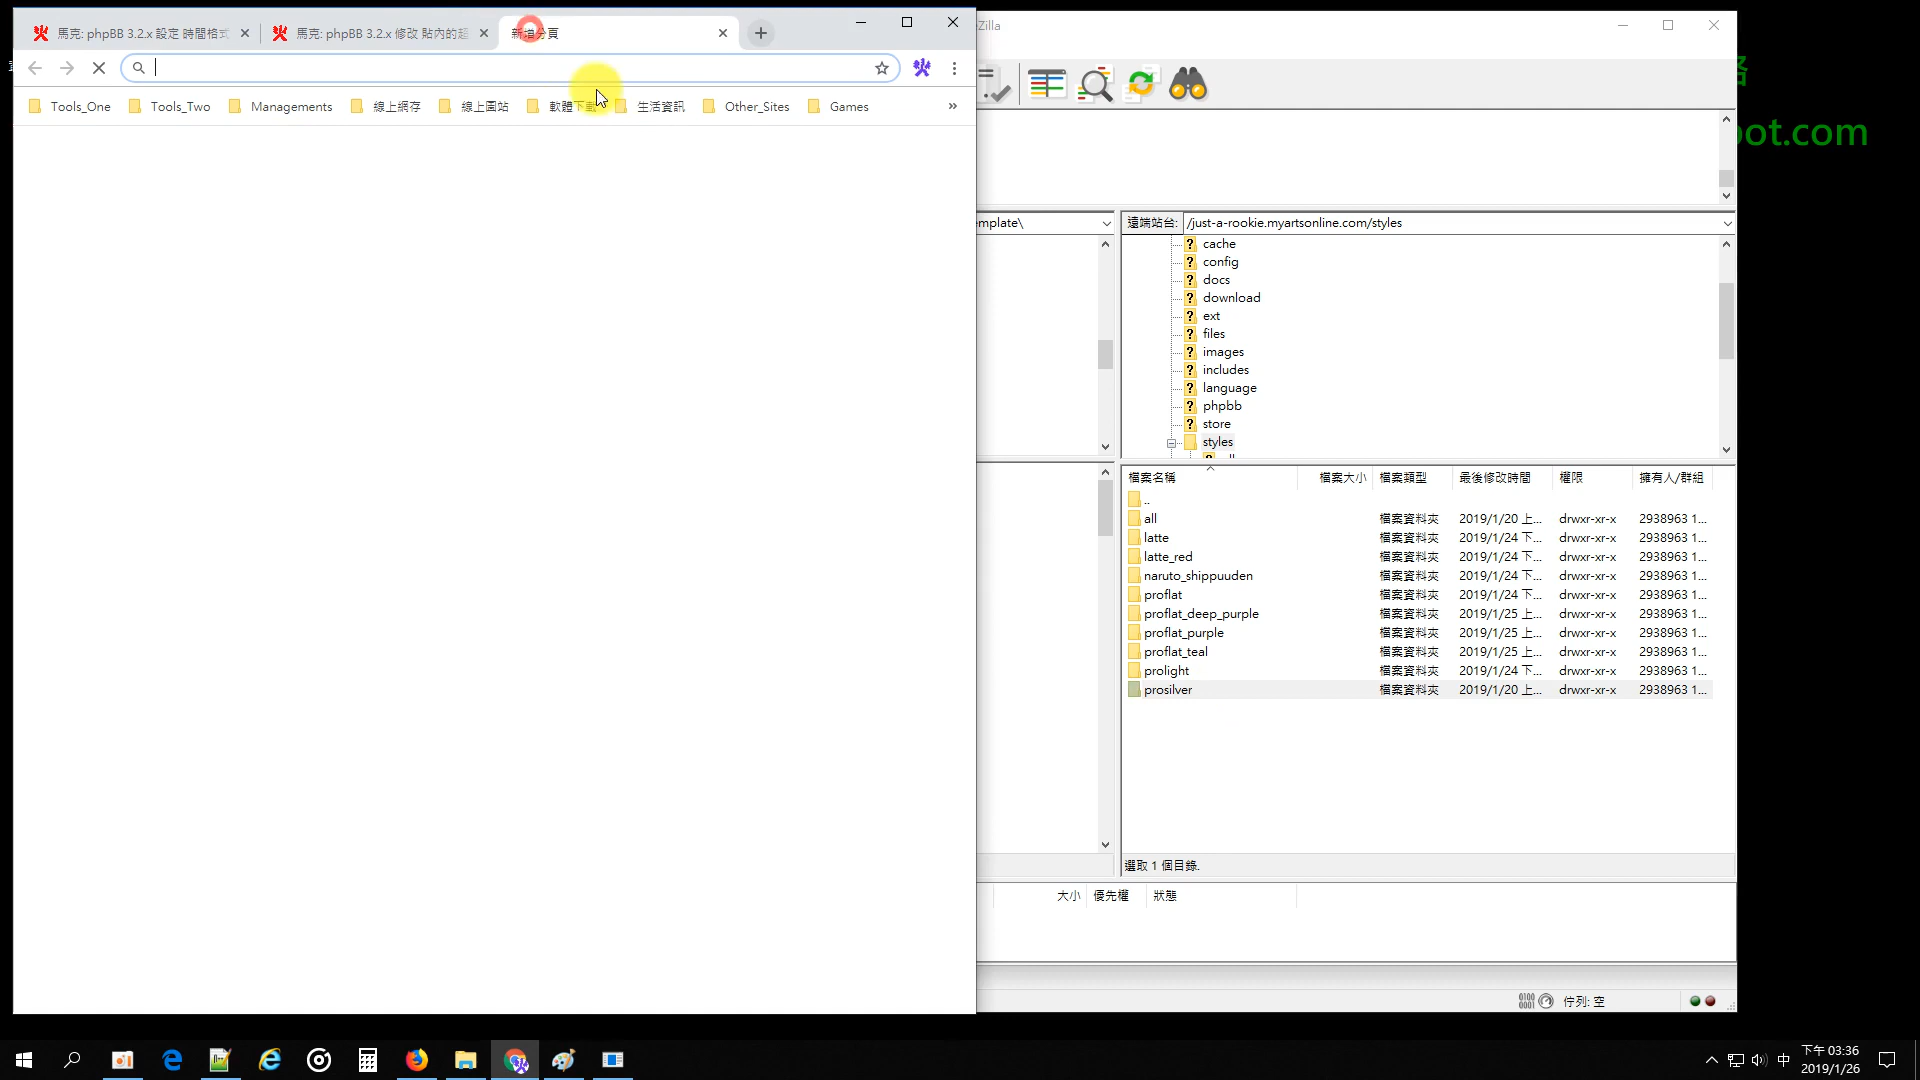 馬克: phpBB 3.2.x 設定 時間格式
馬克: phpBB 3.2.x 修改 貼內的超
新增分頁
Tools_One
Tools_Two
Managements
線上網存
線上圖站
軟體下載
生活資訊
Other_Sites
Games
»
Zilla
ot.com
mplate\
遠端站台:
/just-a-rookie.myartsonline.com/styles
cache
config
docs
download
ext
files
images
includes
language
phpbb
store
styles
檔案名稱 檔案大小 檔案類型 最後修改時間 權限 擁有人/群組
..
all 檔案資料夾 2019/1/20 上... drwxr-xr-x 2938963 1...
latte 檔案資料夾 2019/1/24 下... drwxr-xr-x 2938963 1...
latte_red 檔案資料夾 2019/1/24 下... drwxr-xr-x 2938963 1...
naruto_shippuuden 檔案資料夾 2019/1/24 下... drwxr-xr-x 2938963 1...
proflat 檔案資料夾 2019/1/24 下... drwxr-xr-x 2938963 1...
proflat_deep_purple 檔案資料夾 2019/1/25 上... drwxr-xr-x 2938963 1...
proflat_purple 檔案資料夾 2019/1/25 上... drwxr-xr-x 2938963 1...
proflat_teal 檔案資料夾 2019/1/25 上... drwxr-xr-x 2938963 1...
prolight 檔案資料夾 2019/1/24 下... drwxr-xr-x 2938963 1...
prosilver 檔案資料夾 2019/1/20 上... drwxr-xr-x 2938963 1...
選取 1 個目錄.
大小 優先權 狀態
佇列: 空
中
下午 03:36
2019/1/26